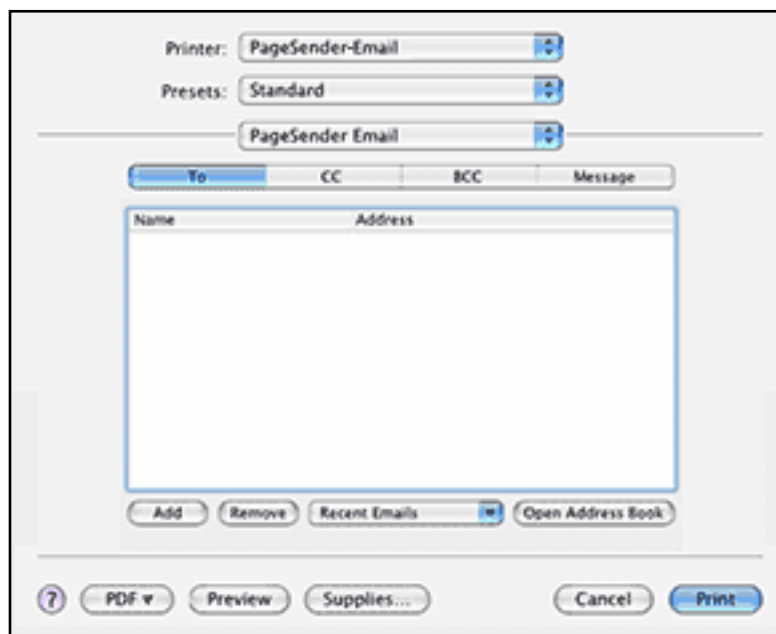 Printer: PageSender-Email
Presets: Standard
PageSender Email
To CC BCC Message
Name Address
Add Remove Recent Emails Open Address Book
? PDF Preview Supplies... Cancel Print